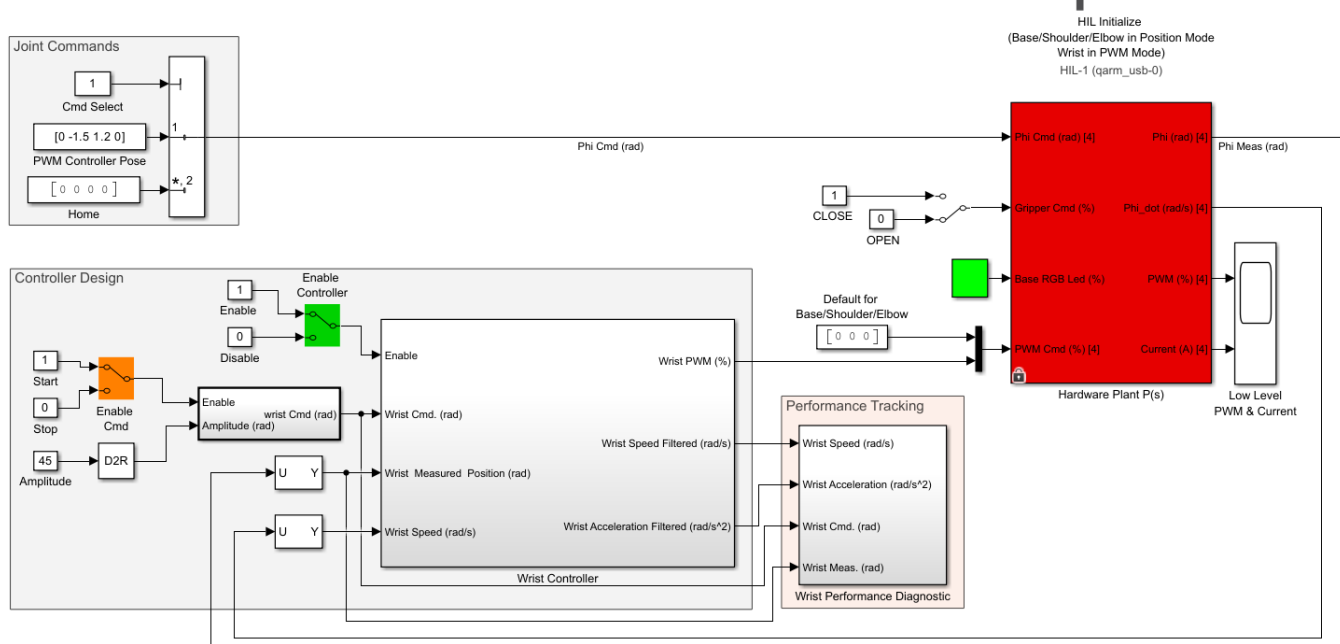 HIL Initialize
(Base/Shoulder/Elbow in Position Mode
Wrist in PWM Mode)
HIL-1 (qarm_usb-0)
Joint Commands
1
Cmd Select
[0 -1.5 1.2 0]
PWM Controller Pose
[ 0 0 0 0 ]
Home
1
*, 2
Phi Cmd (rad)
1
CLOSE
0
OPEN
Phi Cmd (rad) [4]
Gripper Cmd (%)
Base RGB Led (%)
PWM Cmd (%) [4]
Phi (rad) [4]
Phi_dot (rad/s) [4]
PWM (%) [4]
Current (A) [4]
Hardware Plant P(s)
Phi Meas (rad)
Low Level
PWM & Current
Default for
Base/Shoulder/Elbow
[ 0 0 0 ]
Controller Design
1
Enable
0
Disable
Enable
Controller
1
Start
0
Stop
Enable
Cmd
45
Amplitude
D2R
Enable
Amplitude (rad)
wrist Cmd (rad)
U Y
U Y
Enable
Wrist Cmd. (rad)
Wrist Measured Position (rad)
Wrist Speed (rad/s)
Wrist PWM (%)
Wrist Speed Filtered (rad/s)
Wrist Acceleration Filtered (rad/s^2)
Wrist Controller
Performance Tracking
Wrist Speed (rad/s)
Wrist Acceleration (rad/s^2)
Wrist Cmd. (rad)
Wrist Meas. (rad)
Wrist Performance Diagnostic